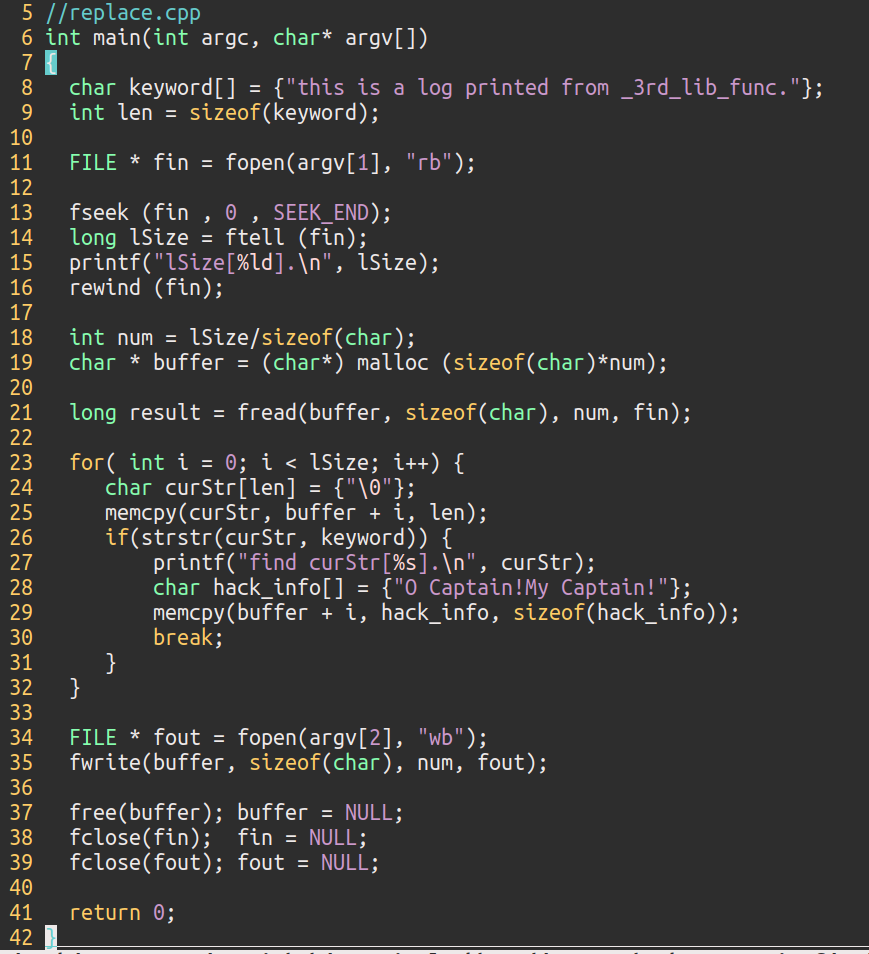 5 //replace.cpp
6 int main(int argc, char* argv[])
7 {
8   char keyword[] = {"this is a log printed from _3rd_lib_func."};
9   int len = sizeof(keyword);
10
11   FILE * fin = fopen(argv[1], "rb");
12
13   fseek (fin , 0 , SEEK_END);
14   long lSize = ftell (fin);
15   printf("lSize[%ld].\n", lSize);
16   rewind (fin);
17
18   int num = lSize/sizeof(char);
19   char * buffer = (char*) malloc (sizeof(char)*num);
20
21   long result = fread(buffer, sizeof(char), num, fin);
22
23   for( int i = 0; i < lSize; i++) {
24      char curStr[len] = {"\0"};
25      memcpy(curStr, buffer + i, len);
26      if(strstr(curStr, keyword)) {
27          printf("find curStr[%s].\n", curStr);
28          char hack_info[] = {"O Captain!My Captain!"};
29          memcpy(buffer + i, hack_info, sizeof(hack_info));
30          break;
31      }
32   }
33
34   FILE * fout = fopen(argv[2], "wb");
35   fwrite(buffer, sizeof(char), num, fout);
36
37   free(buffer); buffer = NULL;
38   fclose(fin);  fin = NULL;
39   fclose(fout); fout = NULL;
40
41   return 0;
42 }